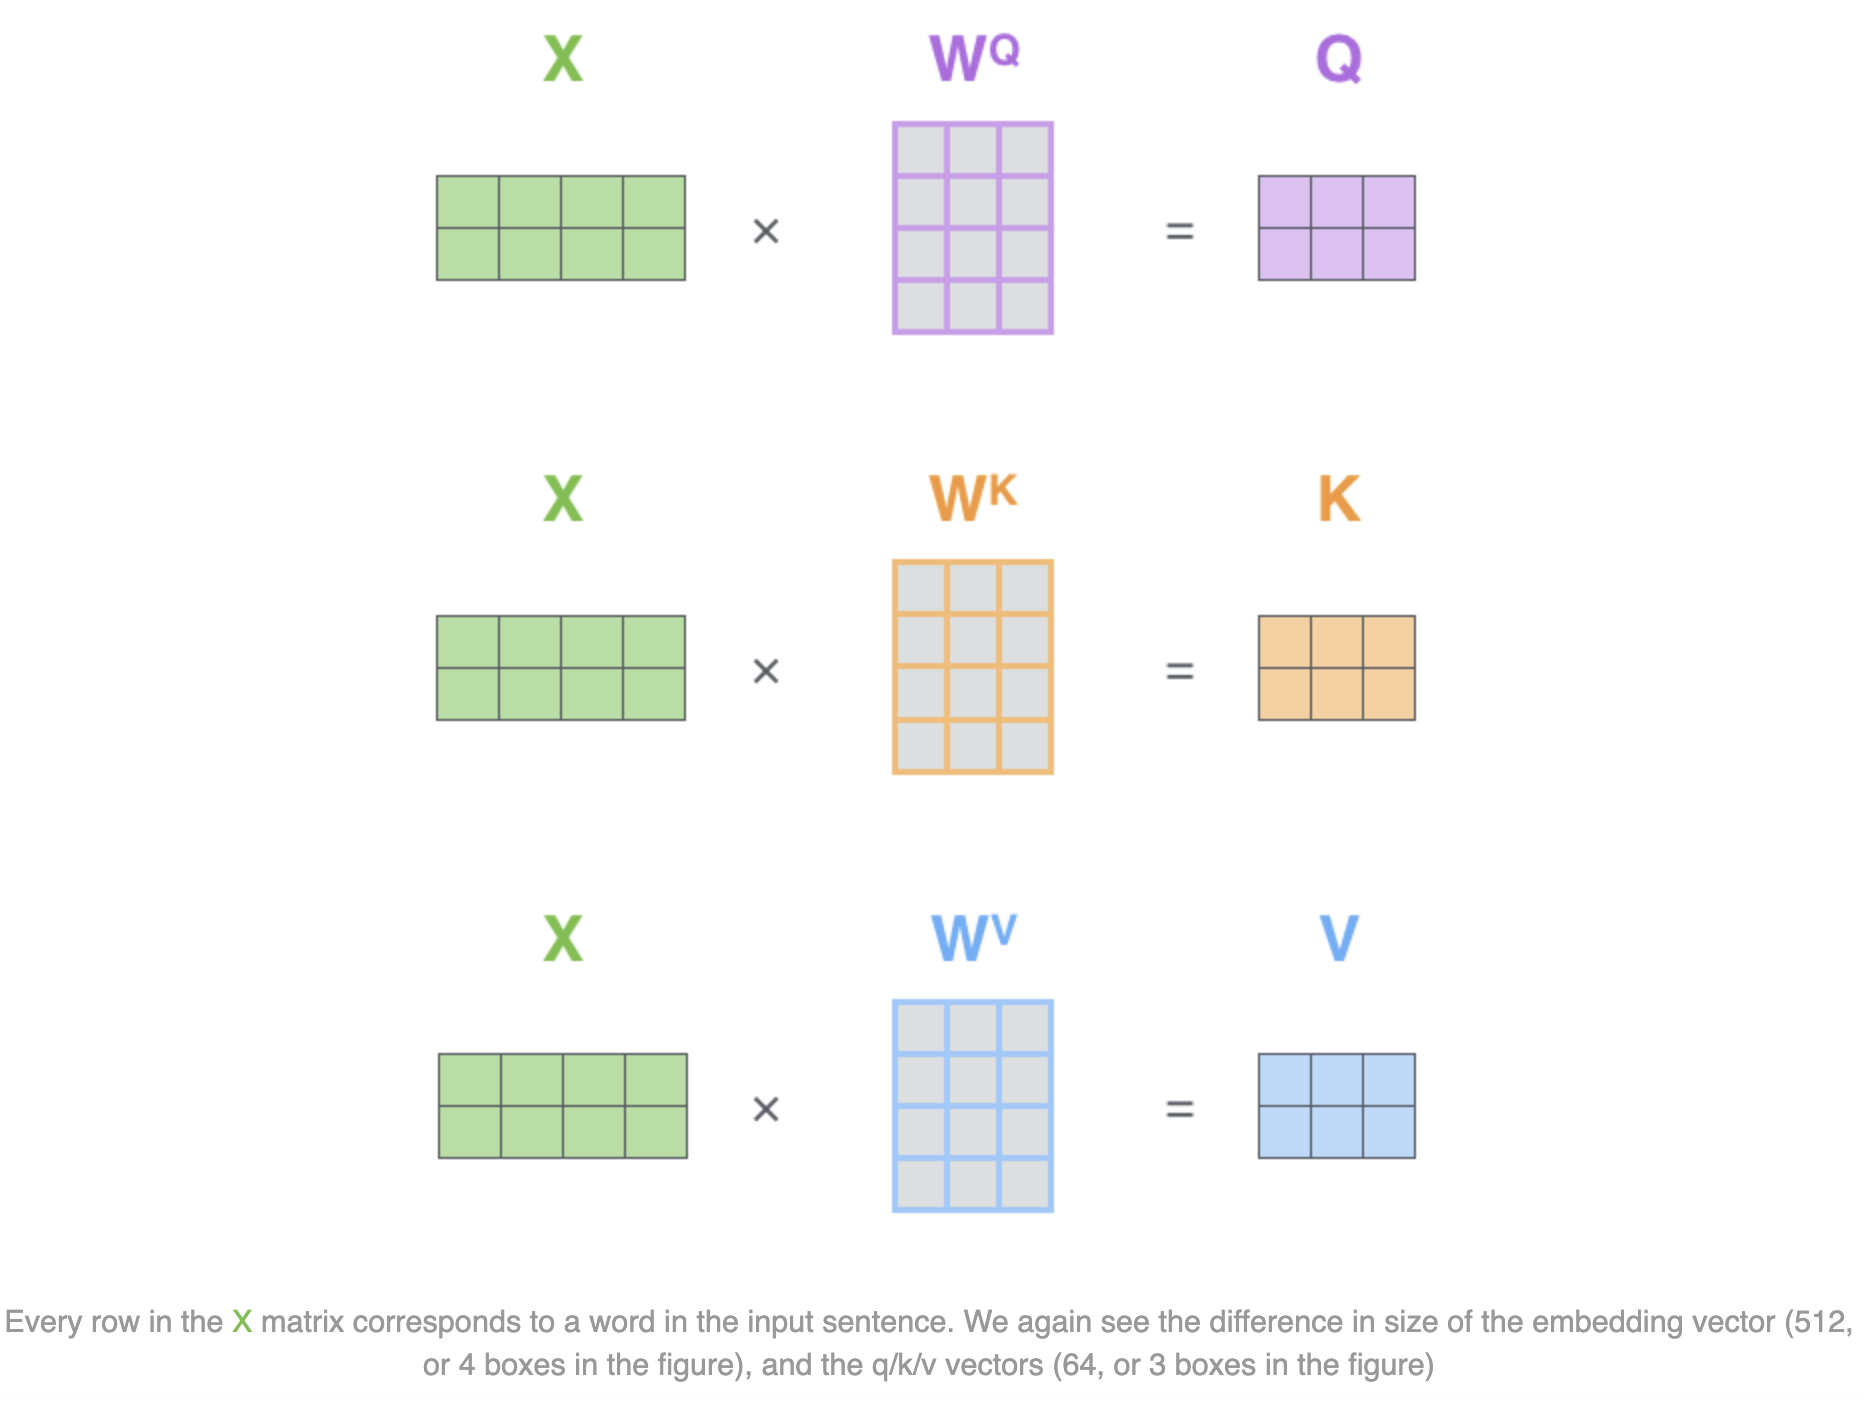 X × W^Q = Q
X × W^K = K
X × W^V = V
Every row in the X matrix corresponds to a word in the input sentence. We again see the difference in size of the embedding vector (512,
or 4 boxes in the figure), and the q/k/v vectors (64, or 3 boxes in the figure)